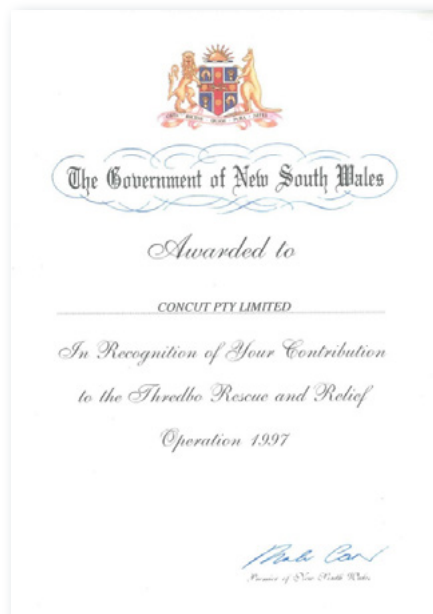 The Government of New South Wales
Awarded to
CONCUT PTY LIMITED
In Recognition of Your Contribution
to the Thredbo Rescue and Relief
Operation 1997
Premier of New South Wales